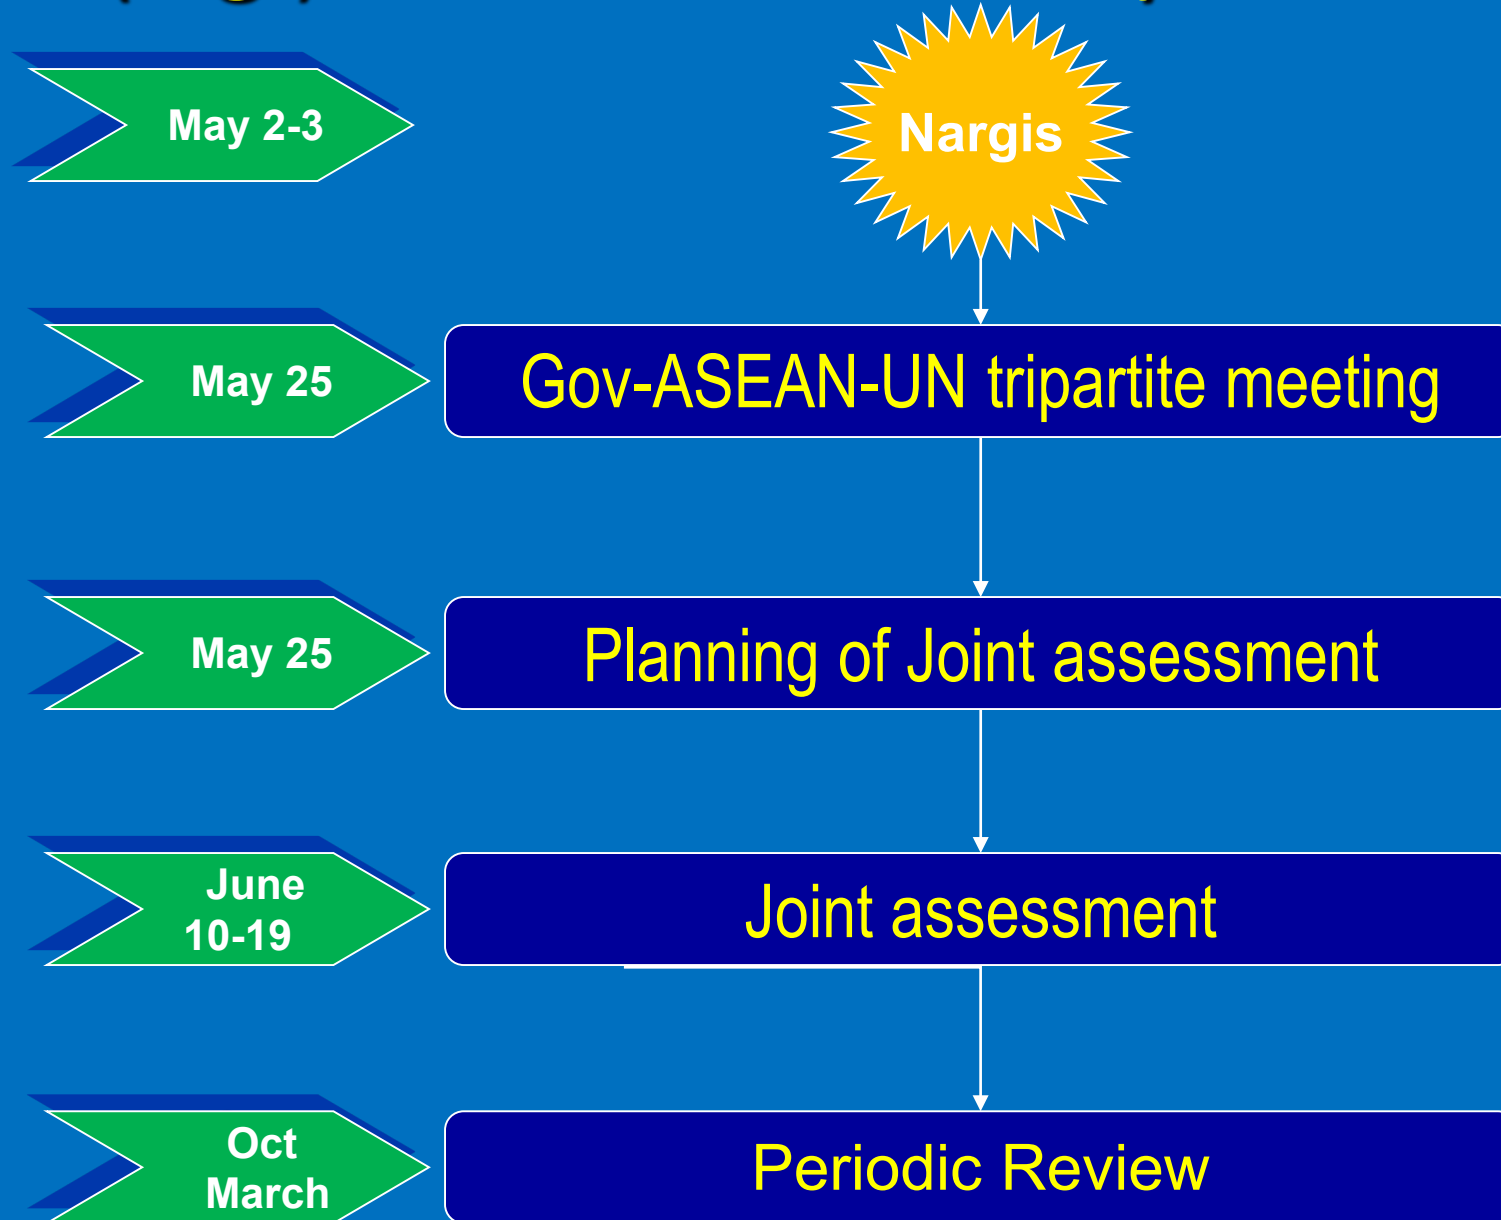 May 2-3
Nargis
May 25
Gov-ASEAN-UN tripartite meeting
May 25
Planning of Joint assessment
June
10-19
Joint assessment
Oct
March
Periodic Review